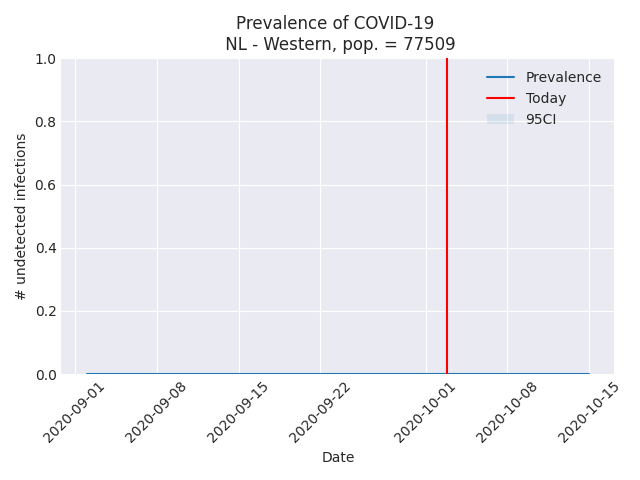 Prevalence of COVID-19
NL - Western, pop. = 77509
Prevalence
Today
95CI
# undetected infections
1.0
0.8
0.6
0.4
0.2
0.0
2020-09-01
2020-09-08
2020-09-15
2020-09-22
2020-10-01
2020-10-08
2020-10-15
Date